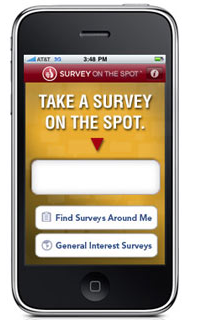 AT&T 3G 3:48 PM
SURVEY ON THE SPOT
TAKE A SURVEY
ON THE SPOT.
Find Surveys Around Me
General Interest Surveys